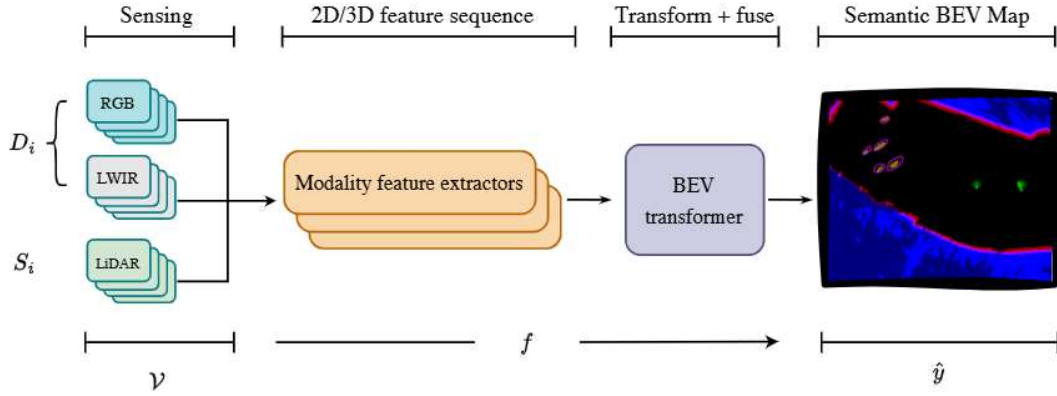 Sensing 2D/3D feature sequence Transform + fuse Semantic BEV Map
RGB
D_i
LWIR
Modality feature extractors
BEV
transformer
S_i
LiDAR
f
𝒱
ŷ